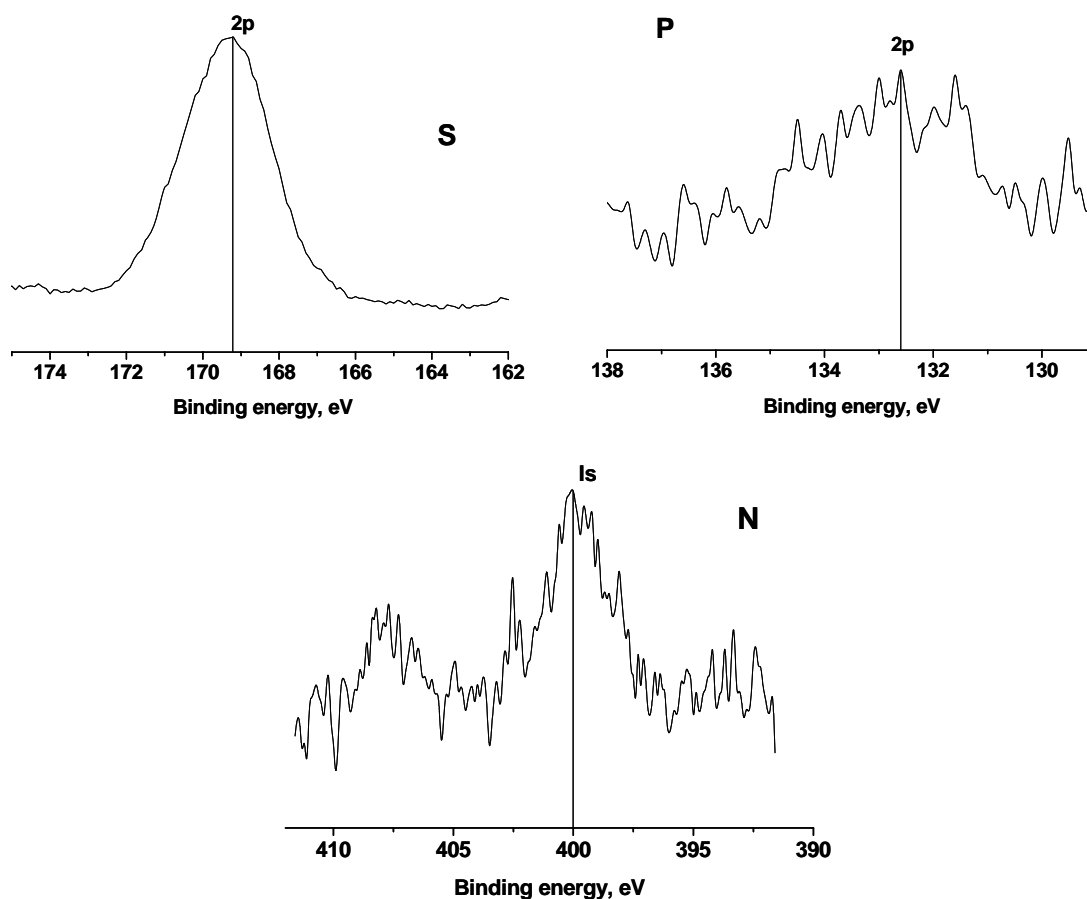 2p
S
174 172 170 168 166 164 162
Binding energy, eV
P
2p
138 136 134 132 130
Binding energy, eV
Is
N
410 405 400 395 390
Binding energy, eV